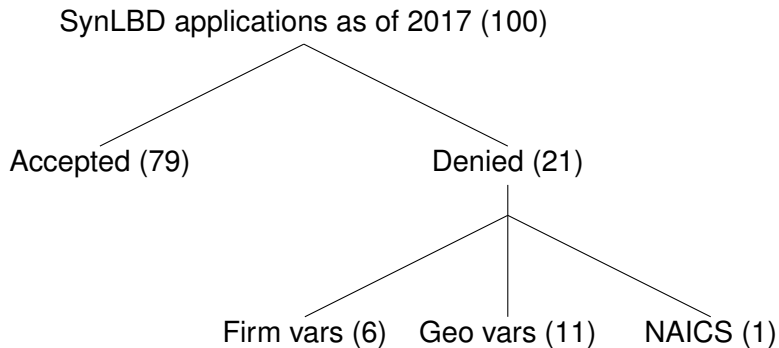 SynLBD applications as of 2017 (100)
Accepted (79) Denied (21)
Firm vars (6) Geo vars (11) NAICS (1)